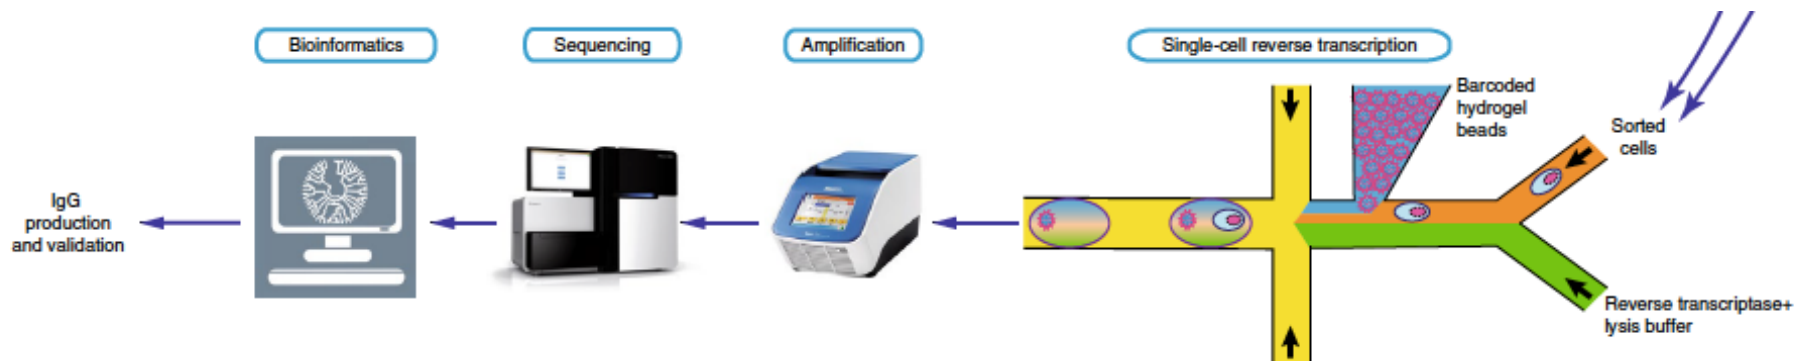 Bioinformatics
Sequencing
Amplification
Single-cell reverse transcription
Barcoded
hydrogel
beads
Sorted
cells
IgG
production
and validation
Reverse transcriptase+
lysis buffer